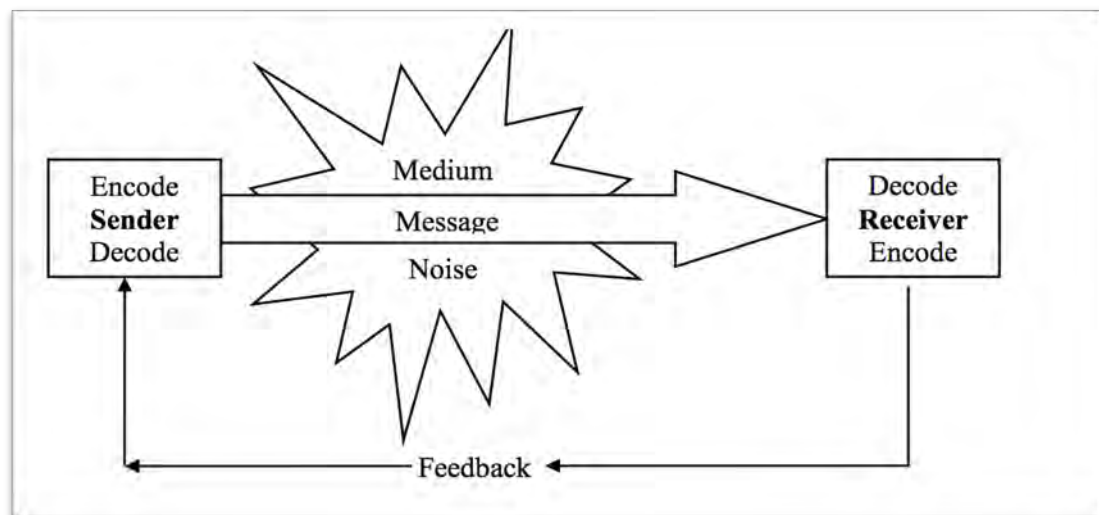 Encode
Sender
Decode
Medium
Message
Noise
Decode
Receiver
Encode
Feedback